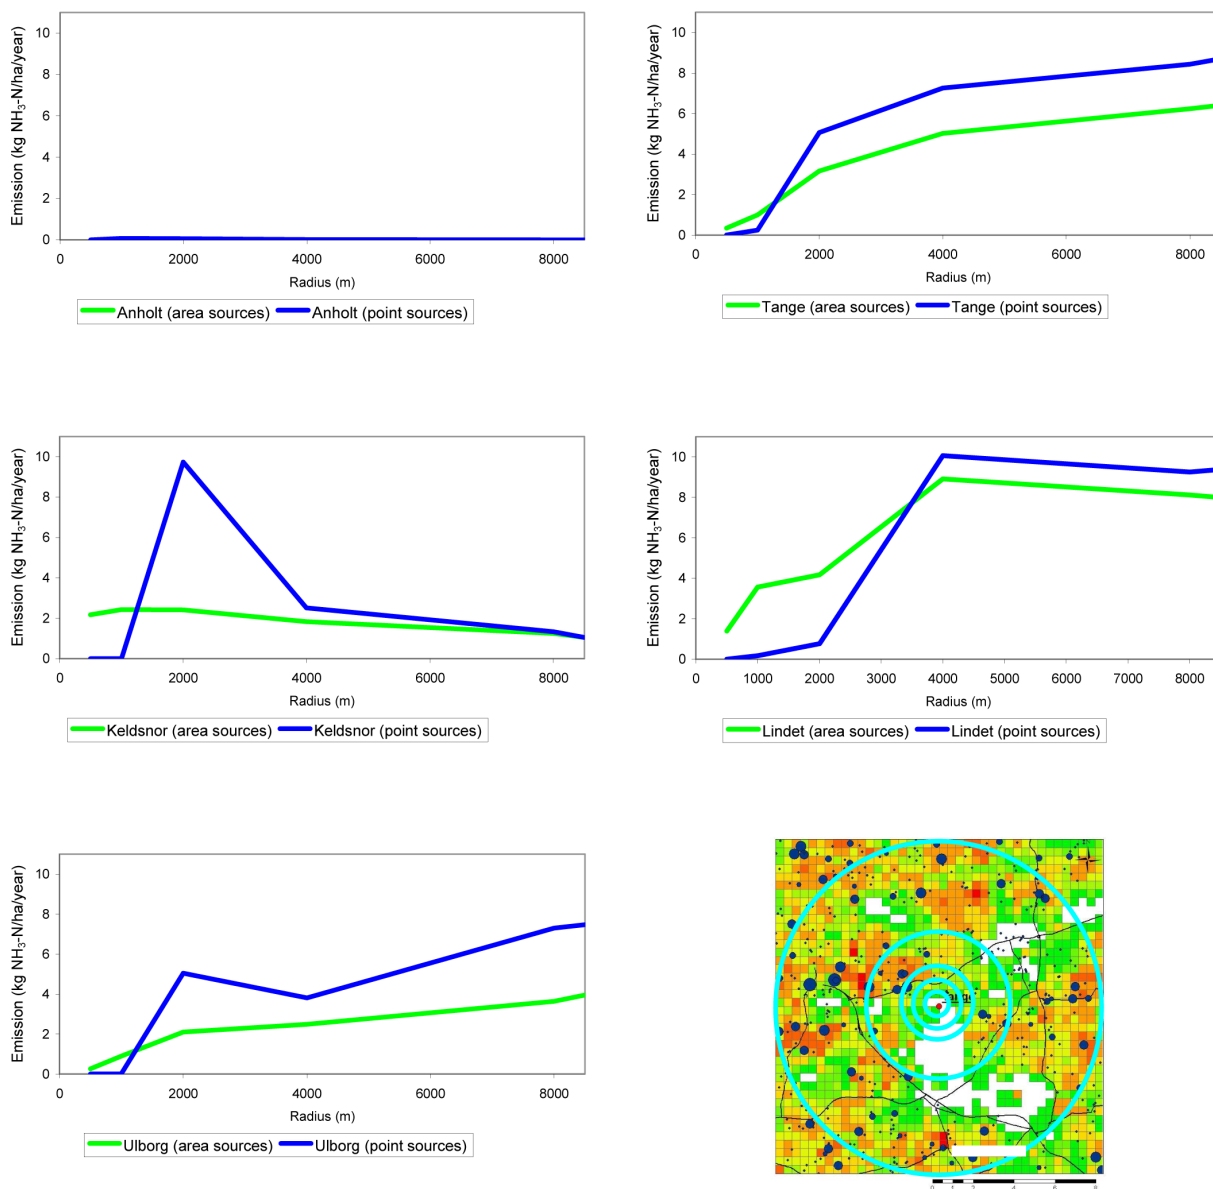 Emission (kg NH3-N/ha/year)
10
8
6
4
2
0
0 2000 4000 6000 8000
Radius (m)
Anholt (area sources) Anholt (point sources)
Emission (kg NH3-N/ha/year)
10
8
6
4
2
0
0 2000 4000 6000 8000
Radius (m)
Tange (area sources) Tange (point sources)
Emission (kg NH3-N/ha/year)
10
8
6
4
2
0
0 2000 4000 6000 8000
Radius (m)
Keldsnor (area sources) Keldsnor (point sources)
Emission (kg NH3-N/ha/year)
10
8
6
4
2
0
0 1000 2000 3000 4000 5000 6000 7000 8000
Radius (m)
Lindet (area sources) Lindet (point sources)
Emission (kg NH3-N/ha/year)
10
8
6
4
2
0
0 2000 4000 6000 8000
Radius (m)
Ulborg (area sources) Ulborg (point sources)
0 1 2 4 6 8